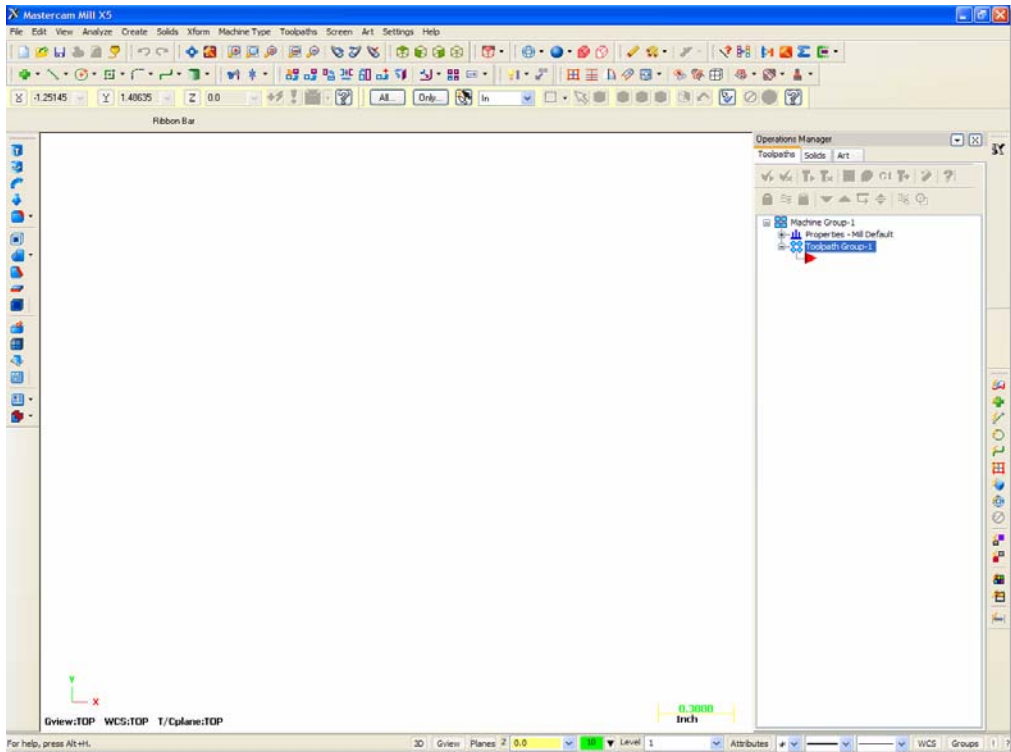 Mastercam Mill X5
File Edit View Analyze Create Solids Xform Machine Type Toolpaths Screen Art Settings Help
X -1.25145 Y 1.40635 Z 0.0 All... Only... In
Ribbon Bar
Operations Manager
Toolpaths Solids Art
G1
Machine Group-1
Properties - Mill Default
Toolpath Group-1
Y
X
0.3000
Inch
Gview:TOP WCS:TOP T/Cplane:TOP
For help, press Alt+H. 3D Gview Planes Z 0.0 10 Level 1 Attributes WCS Groups ! ?